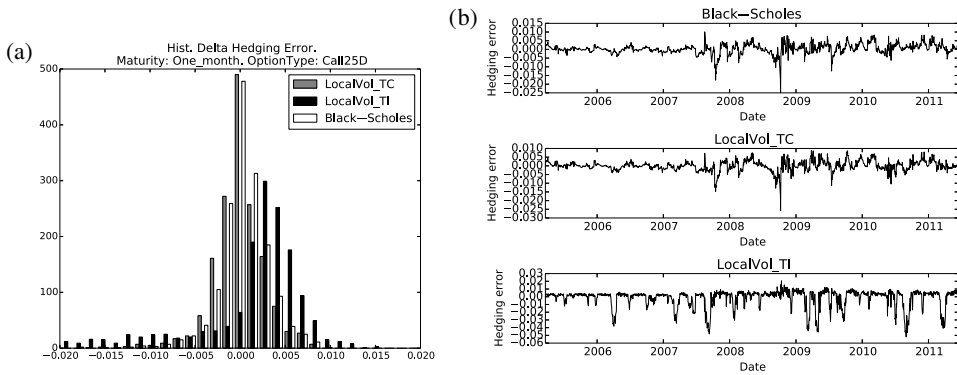 (a)
Hist. Delta Hedging Error.
Maturity: One_month. OptionType: Call25D
500
400
300
200
100
0
LocalVol_TC
LocalVol_TI
Black—Scholes
−0.020 −0.015 −0.010 −0.005 0.000 0.005 0.010 0.015 0.020
(b)
Black—Scholes
Hedging error
0.015
0.010
0.005
0.000
−0.005
−0.010
−0.015
−0.020
−0.025
2006 2007 2008 2009 2010 2011
Date
LocalVol_TC
Hedging error
0.010
0.005
0.000
−0.005
−0.010
−0.015
−0.020
−0.025
−0.030
2006 2007 2008 2009 2010 2011
Date
LocalVol_TI
Hedging error
0.03
0.02
0.01
0.00
−0.01
−0.02
−0.03
−0.04
−0.05
−0.06
2006 2007 2008 2009 2010 2011
Date